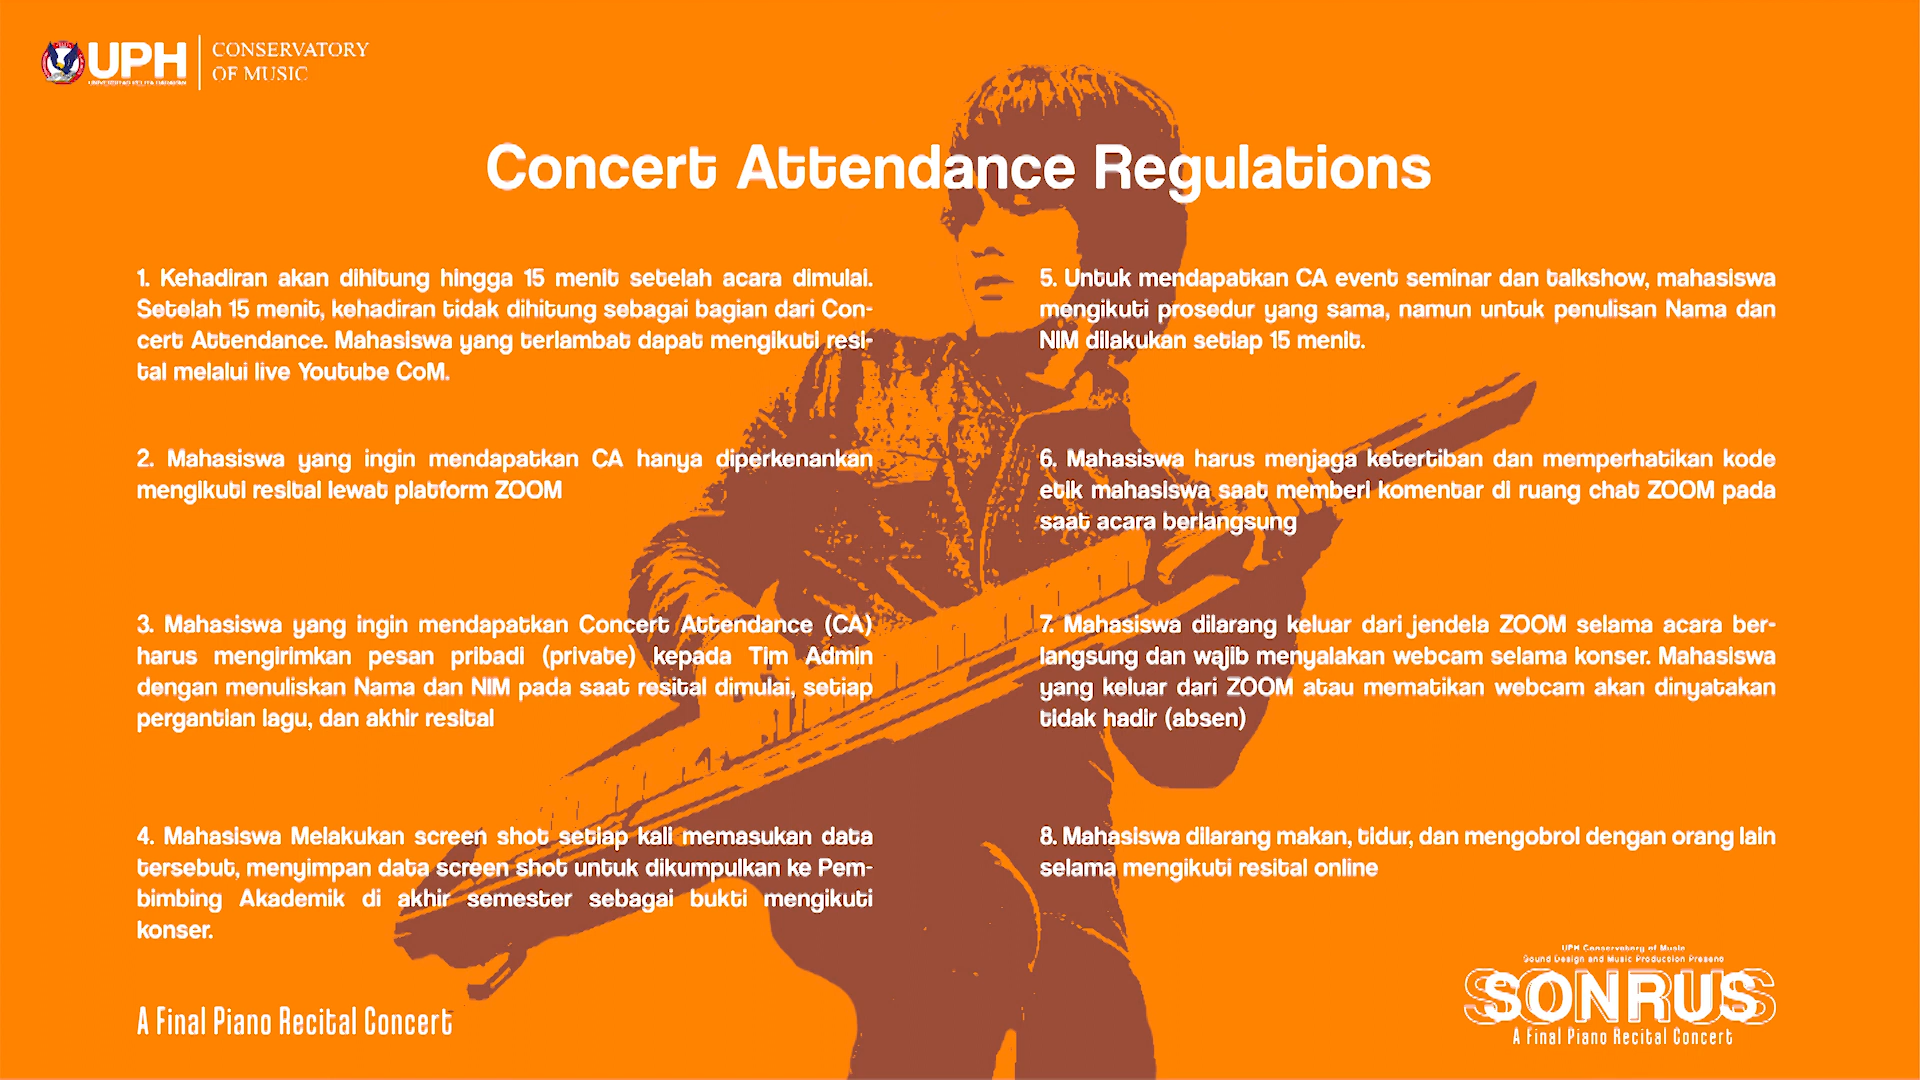 UPH
UNIVERSITAS PELITA HARAPAN
CONSERVATORY
OF MUSIC
Concert Attendance Regulations
1. Kehadiran akan dihitung hingga 15 menit setelah acara dimulai.
Setelah 15 menit, kehadiran tidak dihitung sebagai bagian dari Con-
cert Attendance. Mahasiswa yang terlambat dapat mengikuti resi-
tal melalui live Youtube CoM.
2. Mahasiswa yang ingin mendapatkan CA hanya diperkenankan
mengikuti resital lewat platform ZOOM
3. Mahasiswa yang ingin mendapatkan Concert Attendance (CA)
harus mengirimkan pesan pribadi (private) kepada Tim Admin
dengan menuliskan Nama dan NIM pada saat resital dimulai, setiap
pergantian lagu, dan akhir resital
4. Mahasiswa Melakukan screen shot setiap kali memasukan data
tersebut, menyimpan data screen shot untuk dikumpulkan ke Pem-
bimbing Akademik di akhir semester sebagai bukti mengikuti
konser.
5. Untuk mendapatkan CA event seminar dan talkshow, mahasiswa
mengikuti prosedur yang sama, namun untuk penulisan Nama dan
NIM dilakukan setiap 15 menit.
6. Mahasiswa harus menjaga ketertiban dan memperhatikan kode
etik mahasiswa saat memberi komentar di ruang chat ZOOM pada
saat acara berlangsung
7. Mahasiswa dilarang keluar dari jendela ZOOM selama acara ber-
langsung dan wajib menyalakan webcam selama konser. Mahasiswa
yang keluar dari ZOOM atau mematikan webcam akan dinyatakan
tidak hadir (absen)
8. Mahasiswa dilarang makan, tidur, dan mengobrol dengan orang lain
selama mengikuti resital online
A Final Piano Recital Concert
UPH Conservatory of Music
Sound Design and Music Production Present
SONRUS
A Final Piano Recital Concert